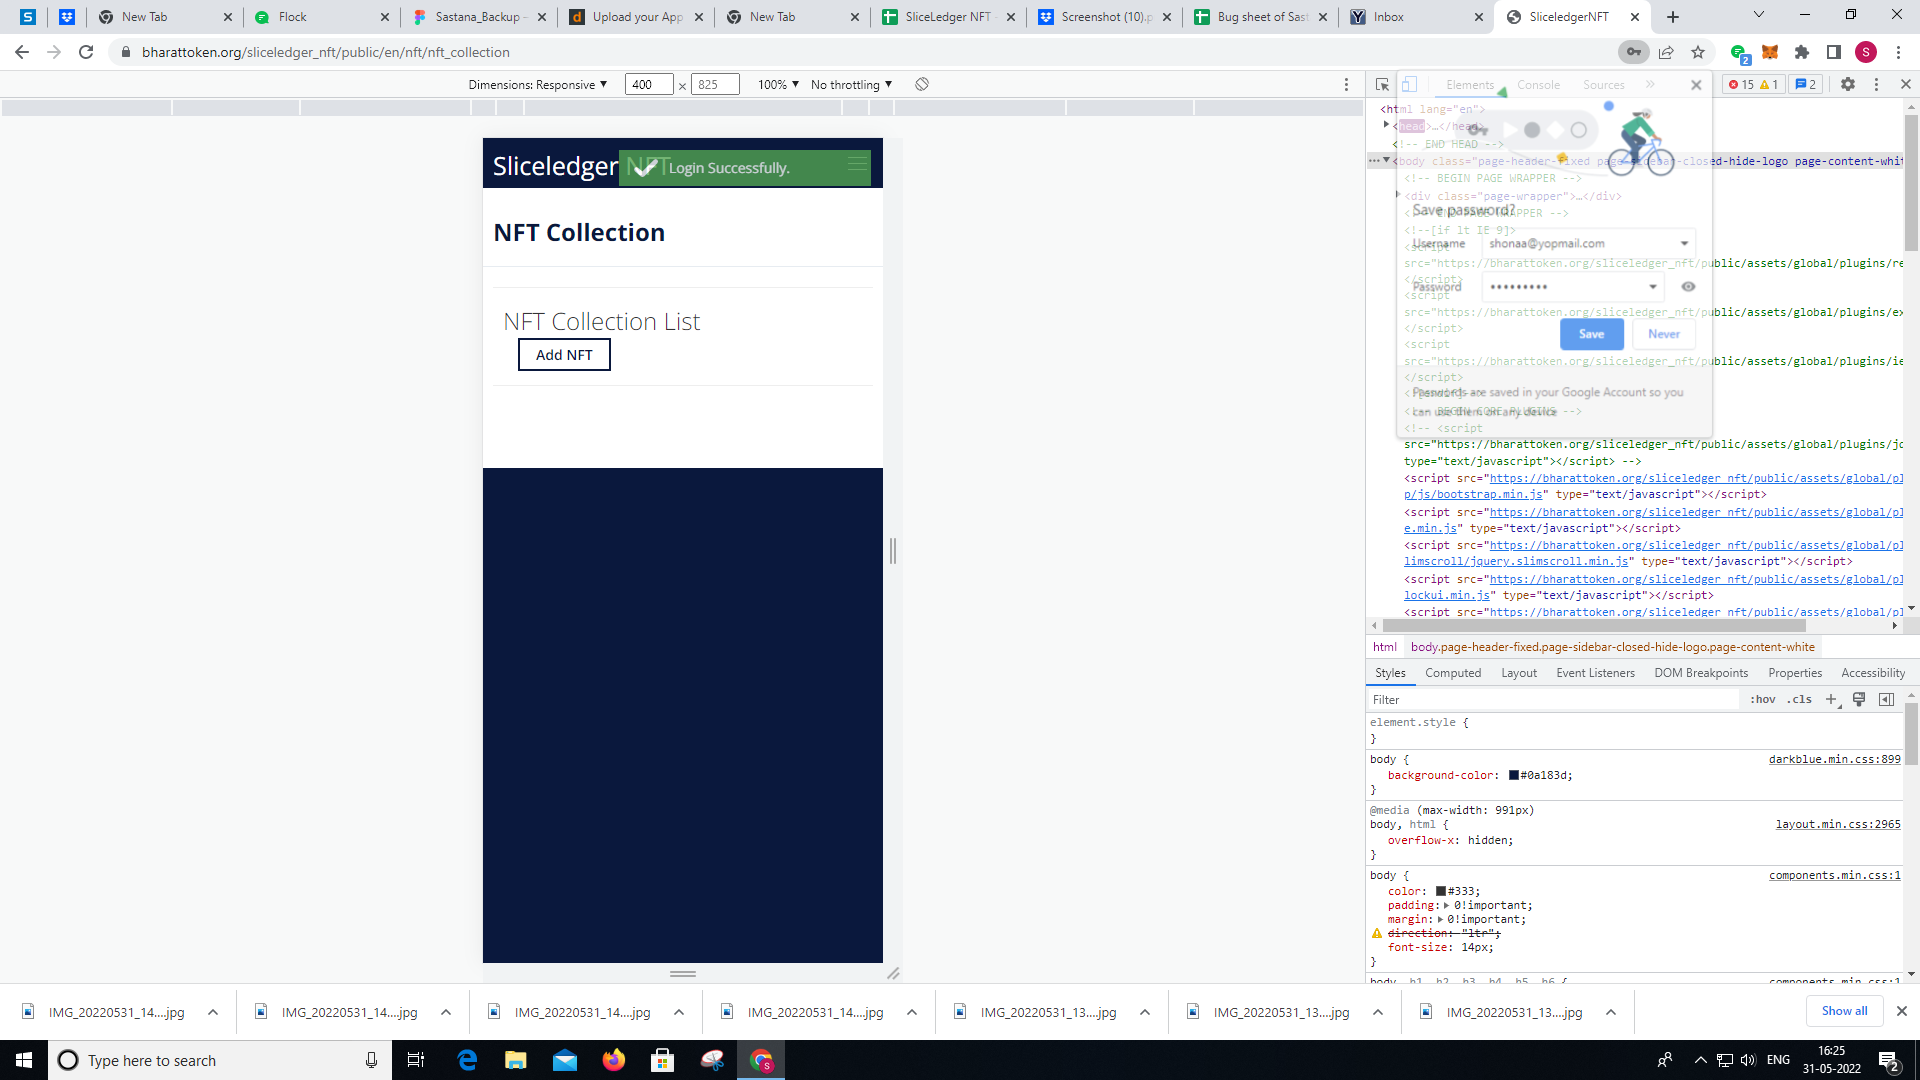 New Tab
Flock
Sastana_Backup –
Upload your App
New Tab
SliceLedger NFT
Screenshot (10).p
Bug sheet of Sast
Inbox
SliceledgerNFT
bharattoken.org/sliceledger_nft/public/en/nft/nft_collection
S
2
Dimensions: Responsive ▼ 400 × 825 100% ▼ No throttling ▼
Elements Console Sources » 15 1 2
<html lang="en">
<head>…</head>
<!-- END HEAD -->
<body class="page-header-fixed page-sidebar-closed-hide-logo page-content-whit
<!-- BEGIN PAGE WRAPPER -->
<div class="page-wrapper">…</div>
<!-- END PAGE WRAPPER -->
<!--[if lt IE 9]>
<script
src="https://bharattoken.org/sliceledger_nft/public/assets/global/plugins/re
</script>
<script
src="https://bharattoken.org/sliceledger_nft/public/assets/global/plugins/ex
</script>
<script
src="https://bharattoken.org/sliceledger_nft/public/assets/global/plugins/ie
</script>
<![endif]-->
<!-- BEGIN CORE PLUGINS -->
<!-- <script
src="https://bharattoken.org/sliceledger_nft/public/assets/global/plugins/jq
type="text/javascript"></script> -->
<script src="https://bharattoken.org/sliceledger_nft/public/assets/global/pl
p/js/bootstrap.min.js" type="text/javascript"></script>
<script src="https://bharattoken.org/sliceledger_nft/public/assets/global/pl
e.min.js" type="text/javascript"></script>
<script src="https://bharattoken.org/sliceledger_nft/public/assets/global/pl
limscroll/jquery.slimscroll.min.js" type="text/javascript"></script>
<script src="https://bharattoken.org/sliceledger_nft/public/assets/global/pl
lockui.min.js" type="text/javascript"></script>
<script src="https://bharattoken.org/sliceledger_nft/public/assets/global/pl
Save password?
Username shonaa@yopmail.com
Password •••••••••
Save Never
Passwords are saved in your Google Account so you
can use them on any device
Sliceledger NFT
Login Successfully.
NFT Collection
NFT Collection List
Add NFT
html body.page-header-fixed.page-sidebar-closed-hide-logo.page-content-white
Styles Computed Layout Event Listeners DOM Breakpoints Properties Accessibility
Filter :hov .cls +
element.style {
}
body { darkblue.min.css:899
background-color: #0a183d;
}
@media (max-width: 991px)
body, html { layout.min.css:2965
overflow-x: hidden;
}
body { components.min.css:1
color: #333;
padding: 0!important;
margin: 0!important;
direction: "ltr";
font-size: 14px;
}
body, h1, h2, h3, h4, h5, h6 { components.min.css:1
IMG_20220531_14....jpg
IMG_20220531_14....jpg
IMG_20220531_14....jpg
IMG_20220531_14....jpg
IMG_20220531_13....jpg
IMG_20220531_13....jpg
IMG_20220531_13....jpg
Show all
Type here to search
ENG
16:25
31-05-2022
2